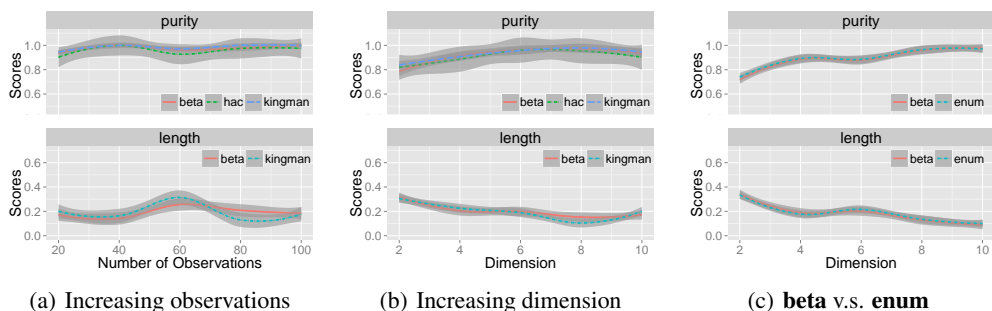 purity
Scores
1.0
0.8
0.6
beta hac kingman
length
Scores
0.6
0.4
0.2
0.0
beta kingman
20 40 60 80 100
Number of Observations
(a) Increasing observations
purity
Scores
1.0
0.8
0.6
beta hac kingman
length
Scores
0.6
0.4
0.2
0.0
beta kingman
2 4 6 8 10
Dimension
(b) Increasing dimension
purity
Scores
1.0
0.8
0.6
beta enum
length
Scores
0.6
0.4
0.2
0.0
beta enum
2 4 6 8 10
Dimension
(c) beta v.s. enum